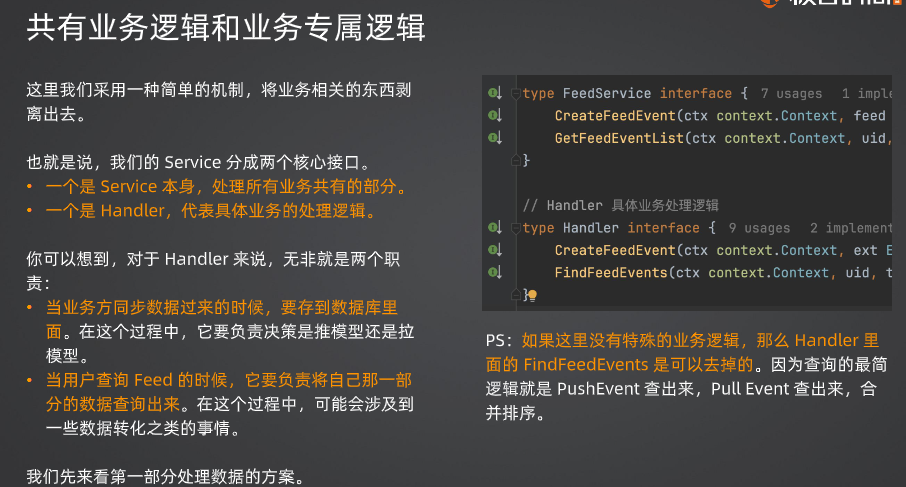 共有业务逻辑和业务专属逻辑
这里我们采用一种简单的机制，将业务相关的东西剥
离出去。
也就是说，我们的 Service 分成两个核心接口。
• 一个是 Service 本身，处理所有业务共有的部分。
• 一个是 Handler，代表具体业务的处理逻辑。
你可以想到，对于 Handler 来说，无非就是两个职
责：
• 当业务方同步数据过来的时候，要存到数据库里
面。在这个过程中，它要负责决策是推模型还是拉
模型。
• 当用户查询 Feed 的时候，它要负责将自己那一部
分的数据查询出来。在这个过程中，可能会涉及到
一些数据转化之类的事情。
我们先来看第一部分处理数据的方案。
type FeedService interface { 7 usages 1 imple
CreateFeedEvent(ctx context.Context, feed
GetFeedEventList(ctx context.Context, uid,
}
// Handler 具体业务处理逻辑
type Handler interface { 9 usages 2 implement
CreateFeedEvent(ctx context.Context, ext E
FindFeedEvents(ctx context.Context, uid, t
}
PS：如果这里没有特殊的业务逻辑，那么 Handler 里
面的 FindFeedEvents 是可以去掉的。因为查询的最简
逻辑就是 PushEvent 查出来，Pull Event 查出来，合
并排序。